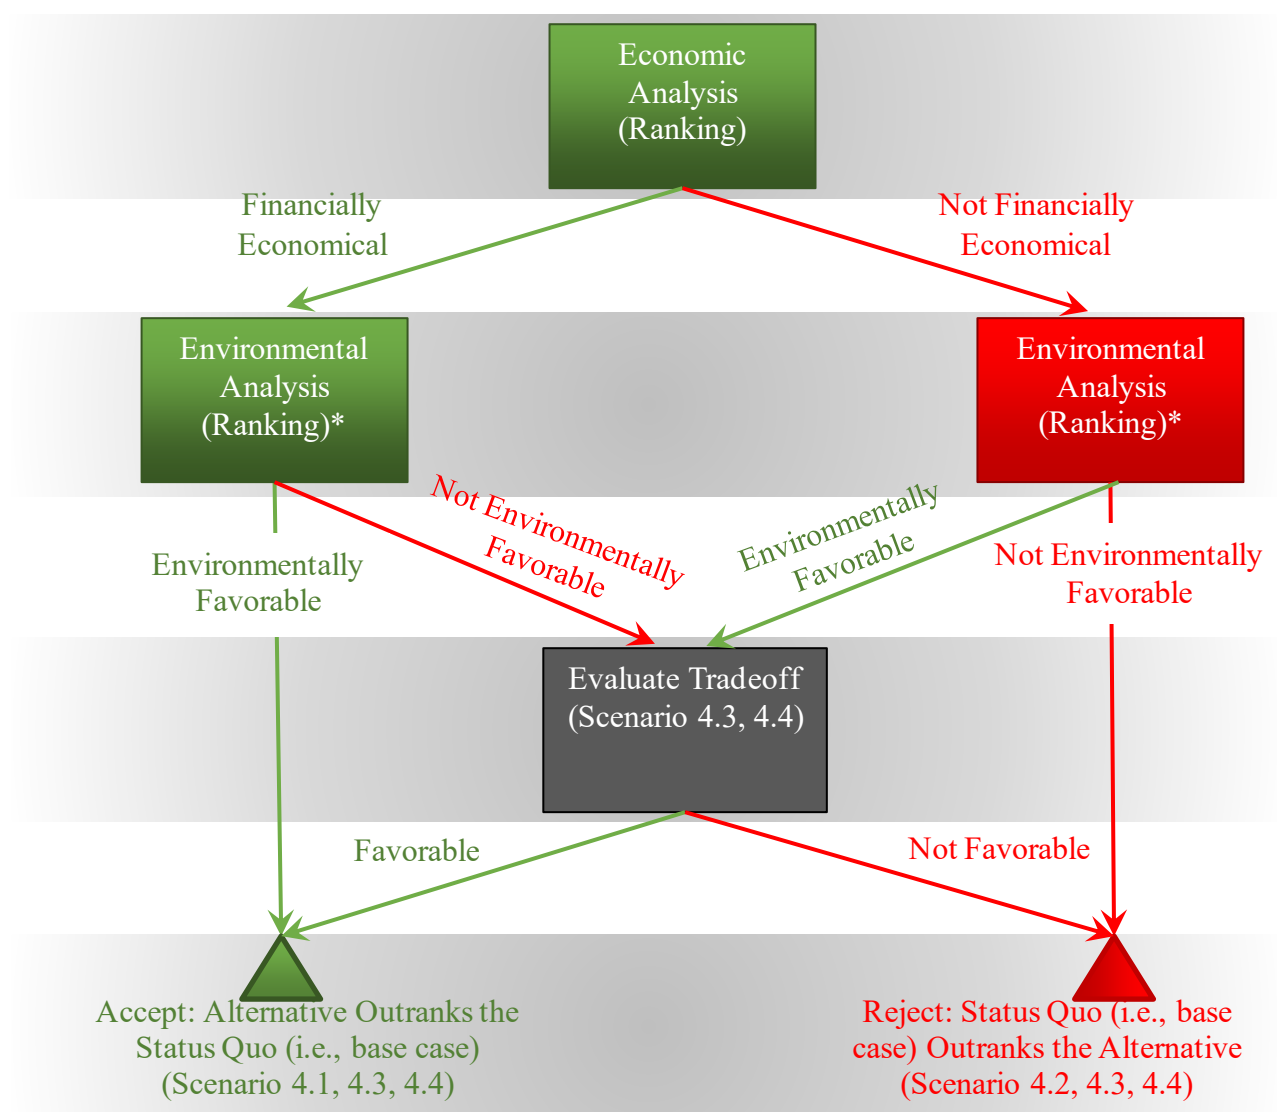 Economic
Analysis
(Ranking)
Financially
Economical
Not Financially
Economical
Environmental
Analysis
(Ranking)*
Environmental
Analysis
(Ranking)*
Not Environmentally
Favorable
Environmentally
Favorable
Environmentally
Favorable
Not Environmentally
Favorable
Evaluate Tradeoff
(Scenario 4.3, 4.4)
Favorable
Not Favorable
Accept: Alternative Outranks the
Status Quo (i.e., base case)
(Scenario 4.1, 4.3, 4.4)
Reject: Status Quo (i.e., base
case) Outranks the Alternative
(Scenario 4.2, 4.3, 4.4)